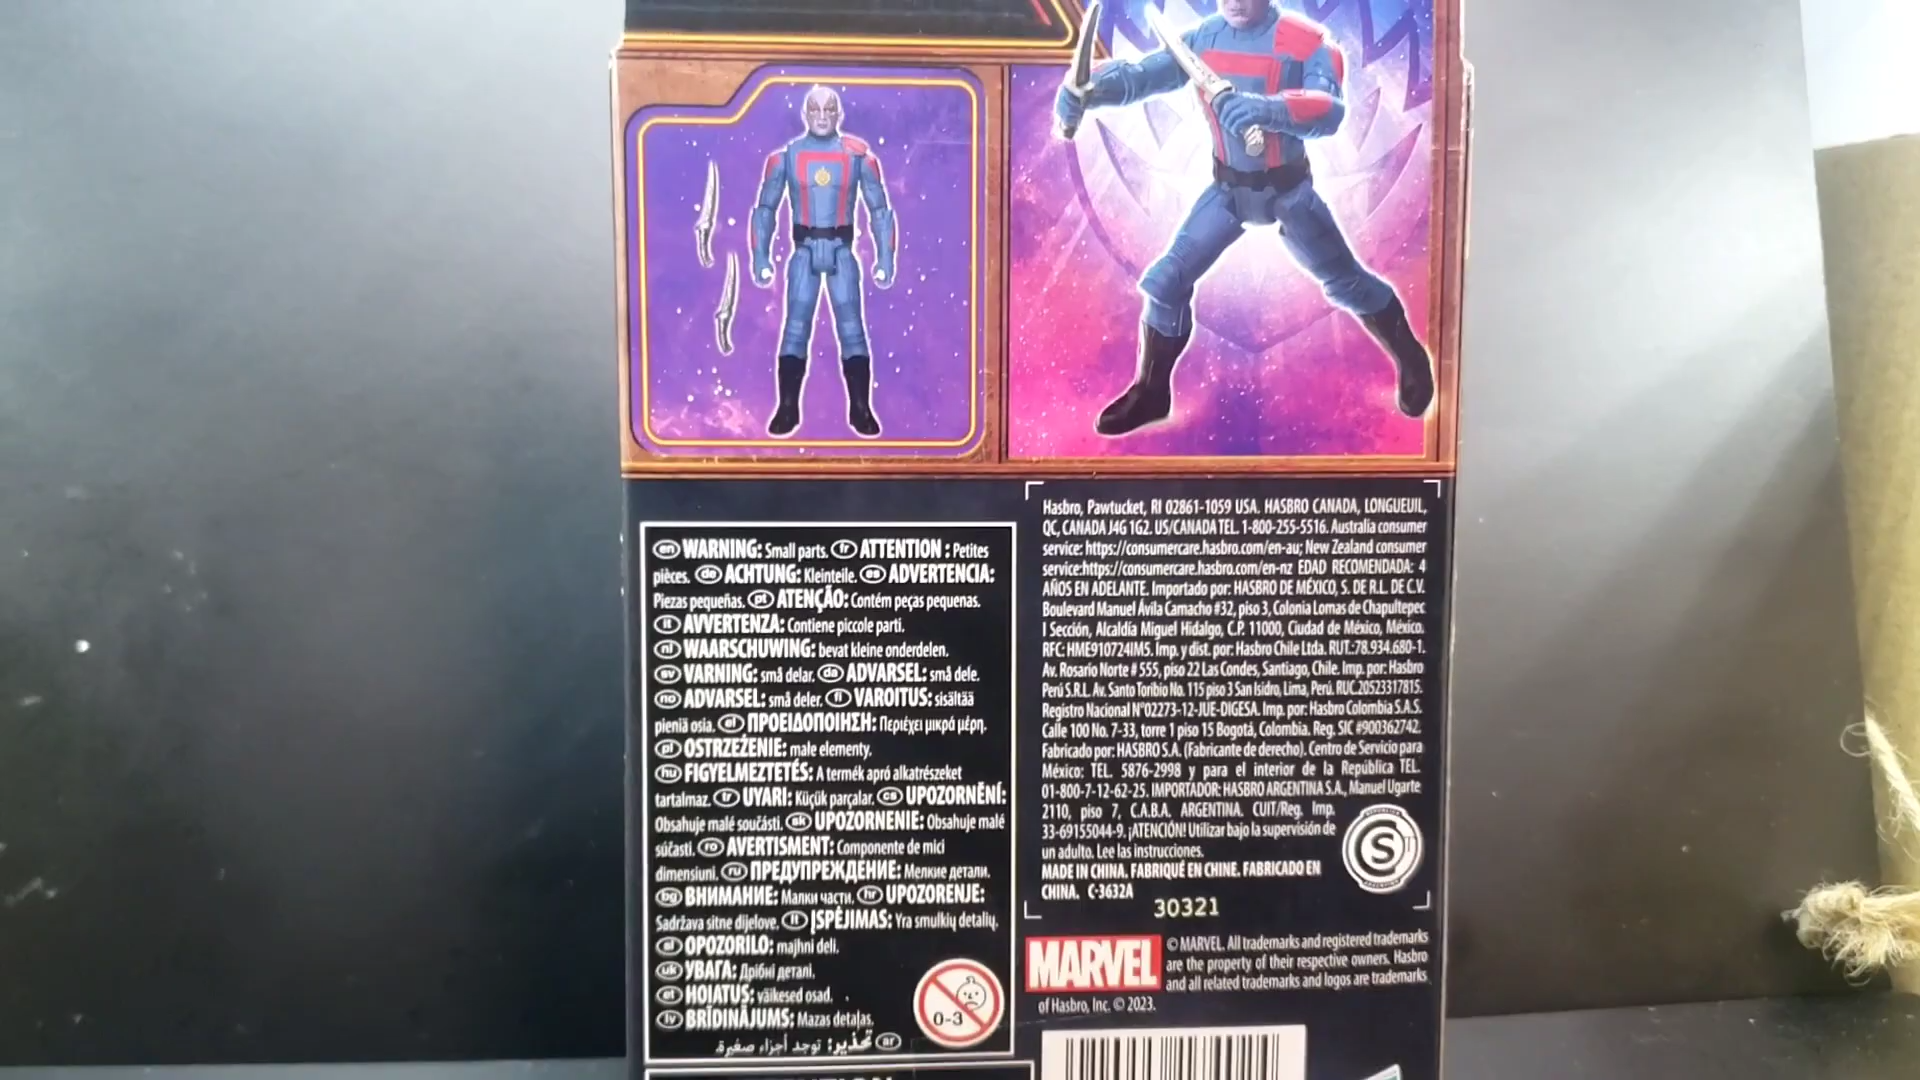 en WARNING: Small parts. fr ATTENTION : Petites
pièces. de ACHTUNG: Kleinteile. es ADVERTENCIA:
Piezas pequeñas. pt ATENÇÃO: Contém peças pequenas.
it AVVERTENZA: Contiene piccole parti.
nl WAARSCHUWING: bevat kleine onderdelen.
sv VARNING: små delar. da ADVARSEL: små dele.
no ADVARSEL: små deler. fi VAROITUS: sisältää
pieniä osia. el ΠΡΟΕΙΔΟΠΟΙΗΣΗ: Περιέχει μικρά μέρη.
pl OSTRZEŻENIE: małe elementy.
hu FIGYELMEZTETÉS: A termék apró alkatrészeket
tartalmaz. tr UYARI: Küçük parçalar. cs UPOZORNĚNÍ:
Obsahuje malé součásti. sk UPOZORNENIE: Obsahuje malé
súčasti. ro AVERTISMENT: Componente de mici
dimensiuni. ru ПРЕДУПРЕЖДЕНИЕ: Мелкие детали.
bg ВНИМАНИЕ: Малки части. hr UPOZORENJE:
Sadržava sitne dijelove. lt ĮSPĖJIMAS: Yra smulkių detalių.
sl OPOZORILO: majhni deli.
uk УВАГА: Дрібні деталі.
et HOIATUS: väikesed osad.
lv BRĪDINĀJUMS: Mazas detaļas.
ar تحذير: توجد أجزاء صغيرة.
0-3
Hasbro, Pawtucket, RI 02861-1059 USA. HASBRO CANADA, LONGUEUIL,
QC, CANADA J4G 1G2. US/CANADA TEL. 1-800-255-5516. Australia consumer
service: https://consumercare.hasbro.com/en-au; New Zealand consumer
service:https://consumercare.hasbro.com/en-nz EDAD RECOMENDADA: 4
AÑOS EN ADELANTE. Importado por: HASBRO DE MÉXICO, S. DE R.L. DE C.V.
Boulevard Manuel Ávila Camacho #32, piso 3, Colonia Lomas de Chapultepec
I Sección, Alcaldía Miguel Hidalgo, C.P. 11000, Ciudad de México, México.
RFC: HME910724IM5. Imp. y dist. por: Hasbro Chile Ltda. RUT.:78.934.680-1.
Av. Rosario Norte # 555, piso 22 Las Condes, Santiago, Chile. Imp. por: Hasbro
Perú S.R.L. Av. Santo Toribio No. 115 piso 3 San Isidro, Lima, Perú. RUC.20523317815.
Registro Nacional N°02273-12-JUE-DIGESA. Imp. por: Hasbro Colombia S.A.S.
Calle 100 No. 7-33, torre 1 piso 15 Bogotá, Colombia. Reg. SIC #900362742.
Fabricado por: HASBRO S.A. (Fabricante de derecho). Centro de Servicio para
México: TEL. 5876-2998 y para el interior de la República TEL.
01-800-7-12-62-25. IMPORTADOR: HASBRO ARGENTINA S.A., Manuel Ugarte
2110, piso 7, C.A.B.A. ARGENTINA. CUIT/Reg. Imp.
33-69155044-9. ¡ATENCIÓN! Utilizar bajo la supervisión de
un adulto. Lee las instrucciones.
MADE IN CHINA. FABRIQUÉ EN CHINE. FABRICADO EN
CHINA. C-3632A
30321
S
MARVEL
© MARVEL. All trademarks and registered trademarks
are the property of their respective owners. Hasbro
and all related trademarks and logos are trademarks
of Hasbro, Inc. © 2023.